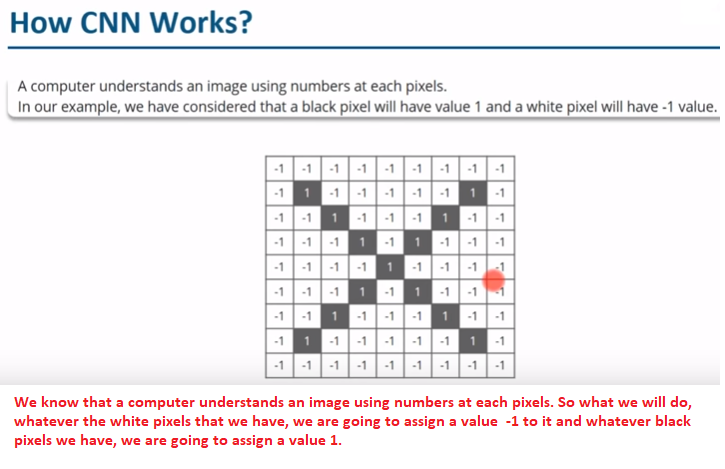 How CNN Works?
A computer understands an image using numbers at each pixels.
In our example, we have considered that a black pixel will have value 1 and a white pixel will have -1 value.
-1 -1 -1 -1 -1 -1 -1 -1 -1
-1 1 -1 -1 -1 -1 -1 1 -1
-1 -1 1 -1 -1 -1 1 -1 -1
-1 -1 -1 1 -1 1 -1 -1 -1
-1 -1 -1 -1 1 -1 -1 -1 -1
-1 -1 -1 1 -1 1 -1 -1 -1
-1 -1 1 -1 -1 -1 1 -1 -1
-1 1 -1 -1 -1 -1 -1 1 -1
-1 -1 -1 -1 -1 -1 -1 -1 -1
We know that a computer understands an image using numbers at each pixels. So what we will do,
whatever the white pixels that we have, we are going to assign a value -1 to it and whatever black
pixels we have, we are going to assign a value 1.